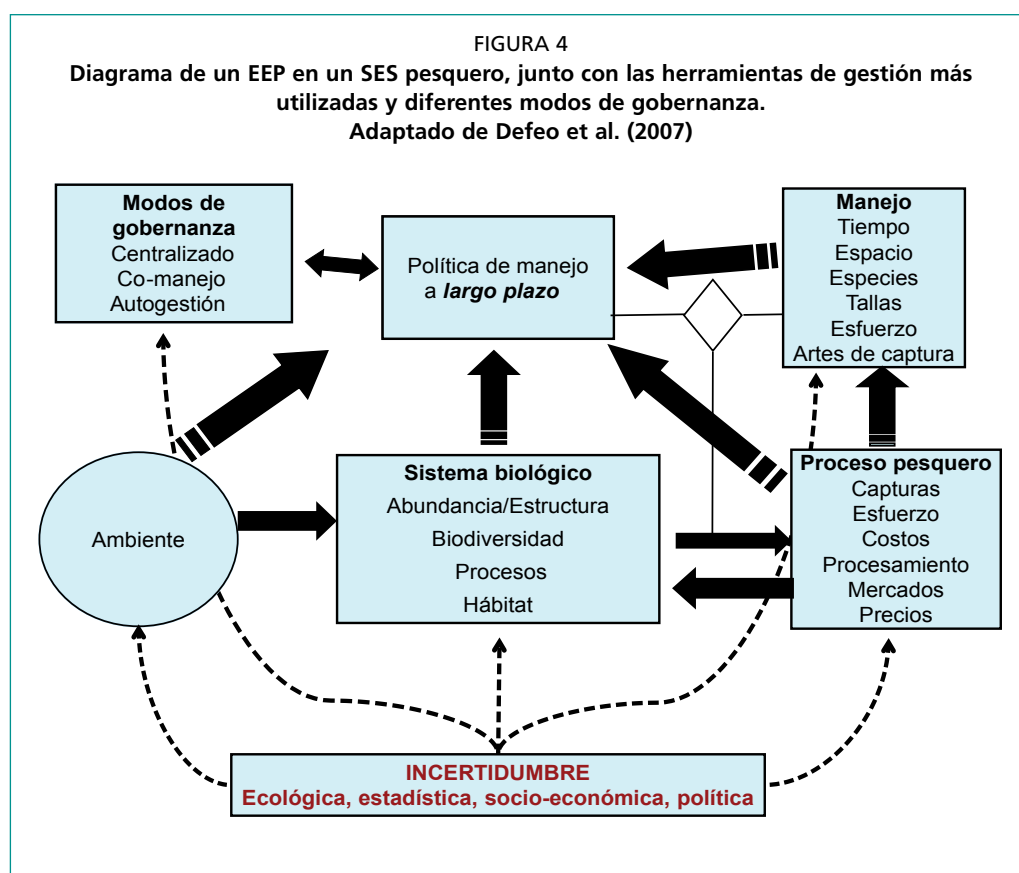 FIGURA 4
Diagrama de un EEP en un SES pesquero, junto con las herramientas de gestión más
utilizadas y diferentes modos de gobernanza.
Adaptado de Defeo et al. (2007)
Modos de
gobernanza
Centralizado
Co-manejo
Autogestión
Política de manejo
a largo plazo
Manejo
Tiempo
Espacio
Especies
Tallas
Esfuerzo
Artes de captura
Ambiente
Sistema biológico
Abundancia/Estructura
Biodiversidad
Procesos
Hábitat
Proceso pesquero
Capturas
Esfuerzo
Costos
Procesamiento
Mercados
Precios
INCERTIDUMBRE
Ecológica, estadística, socio-económica, política